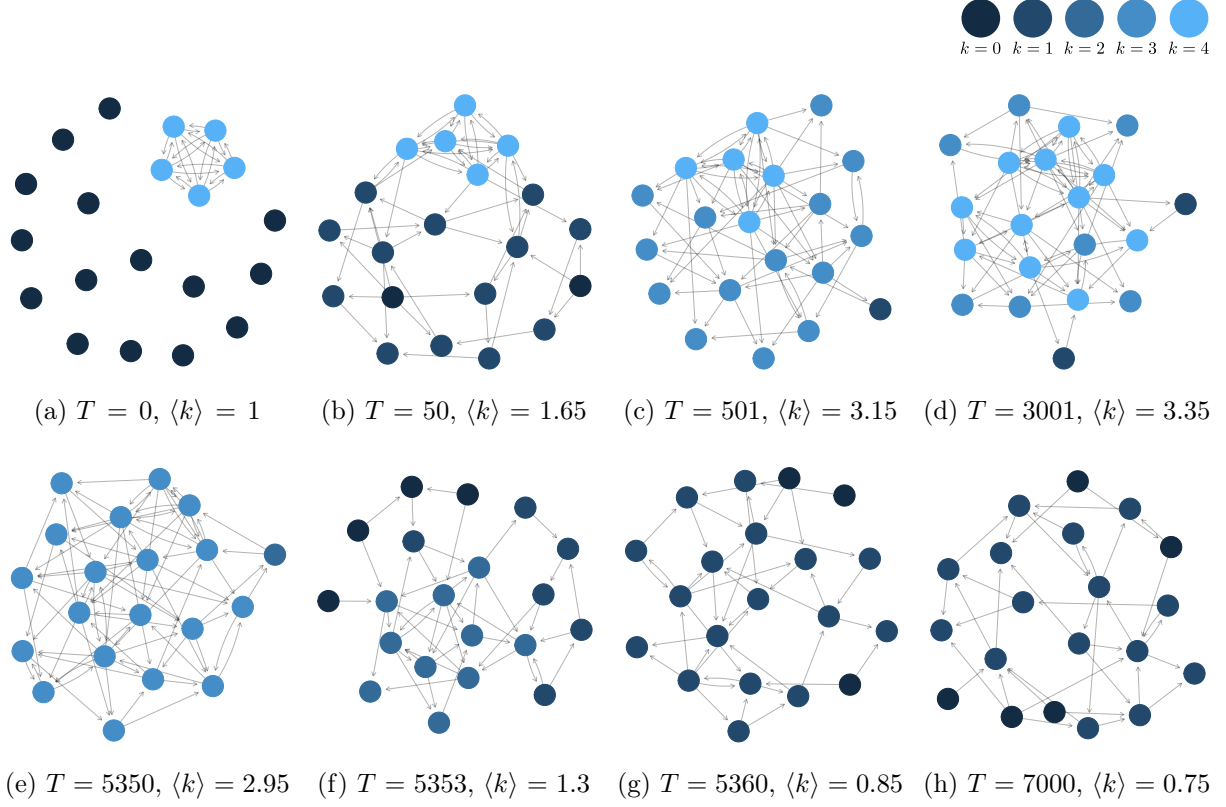 k = 0 k = 1 k = 2 k = 3 k = 4
(a) T = 0, ⟨k⟩ = 1
(b) T = 50, ⟨k⟩ = 1.65
(c) T = 501, ⟨k⟩ = 3.15
(d) T = 3001, ⟨k⟩ = 3.35
(e) T = 5350, ⟨k⟩ = 2.95
(f) T = 5353, ⟨k⟩ = 1.3
(g) T = 5360, ⟨k⟩ = 0.85
(h) T = 7000, ⟨k⟩ = 0.75